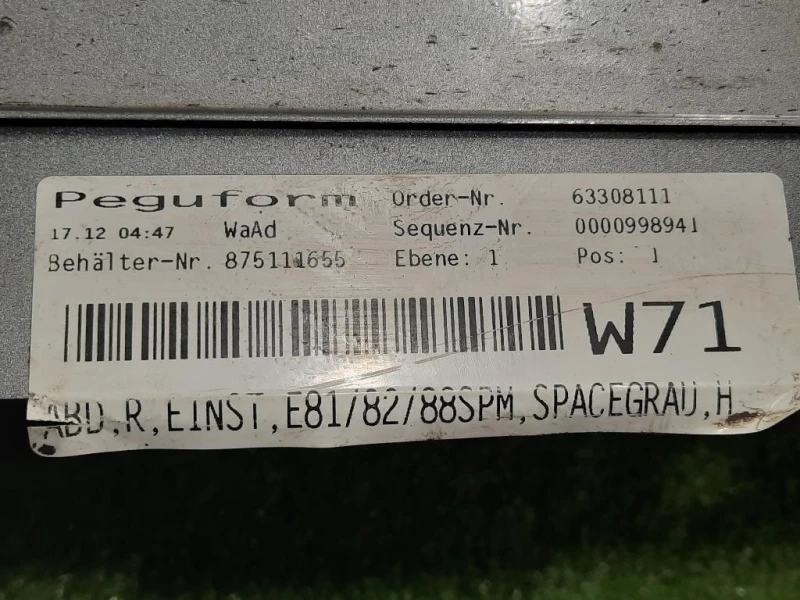 Peguform Order-Nr. 63308111
17.12 04:47 WaAd Sequenz-Nr. 0000998941
Behälter-Nr. 875111655 Ebene: 1 Pos: 1
W71
ABD,R,EINST,E81/82/88SPM,SPACEGRAU,H